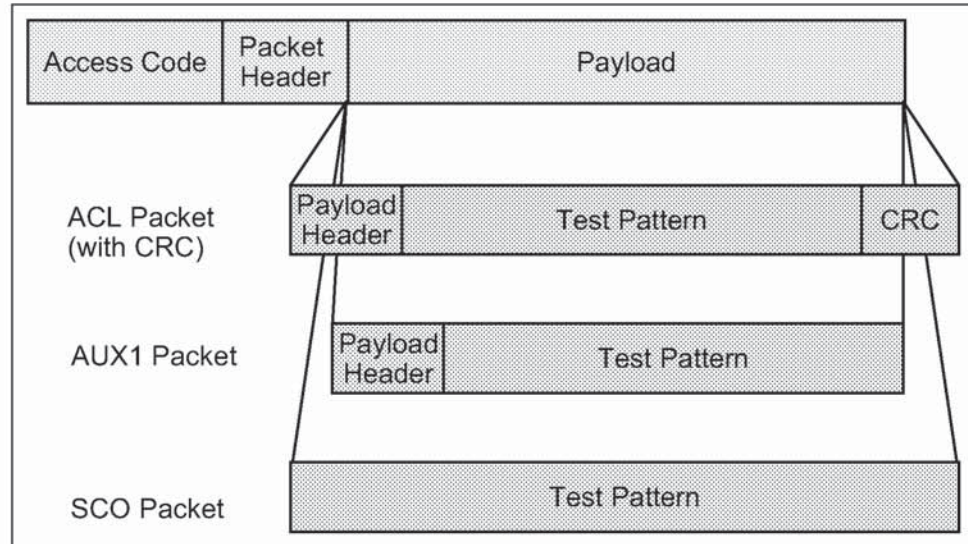 Access Code
Packet
Header
Payload
ACL Packet
(with CRC)
Payload
Header
Test Pattern
CRC
AUX1 Packet
Payload
Header
Test Pattern
SCO Packet
Test Pattern